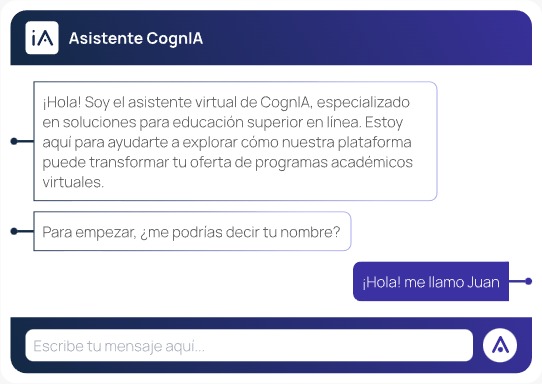 iA Asistente CognIA
¡Hola! Soy el asistente virtual de CognIA, especializado
en soluciones para educación superior en línea. Estoy
aquí para ayudarte a explorar cómo nuestra plataforma
puede transformar tu oferta de programas académicos
virtuales.
Para empezar, ¿me podrías decir tu nombre?
¡Hola! me llamo Juan
Escribe tu mensaje aquí...